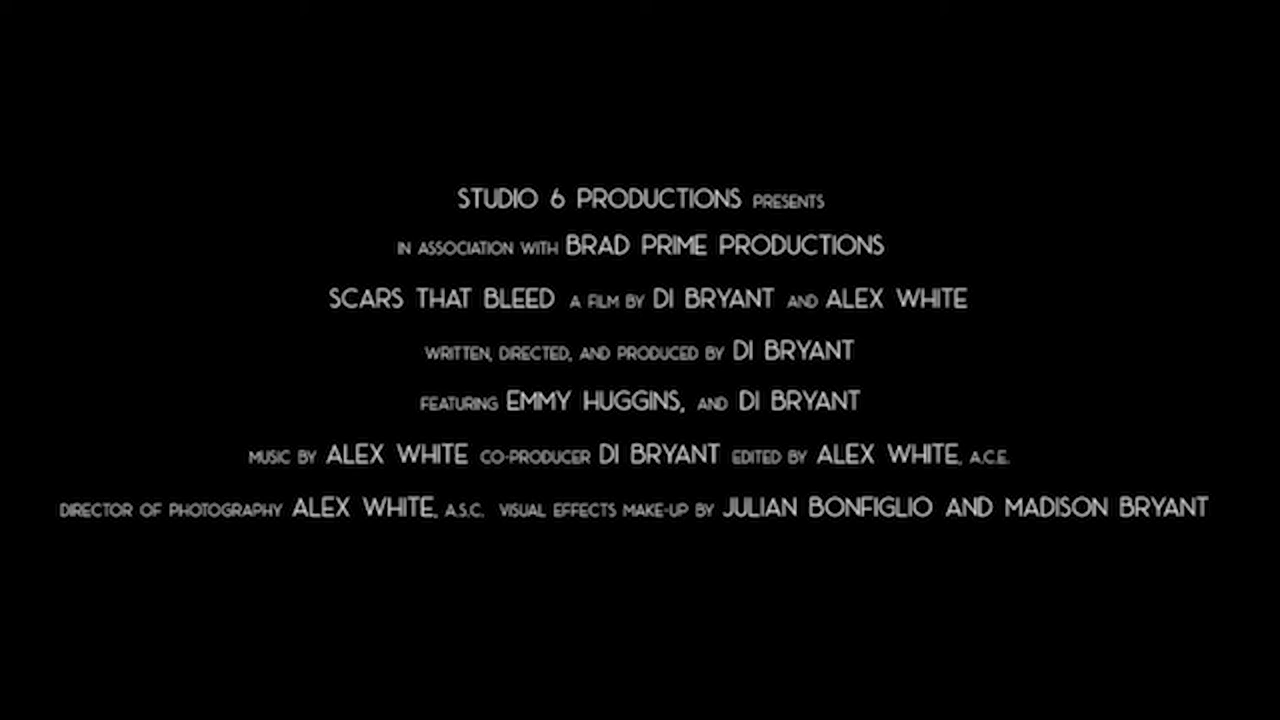 STUDIO 6 PRODUCTIONS PRESENTS
IN ASSOCIATION WITH BRAD PRIME PRODUCTIONS
SCARS THAT BLEED A FILM BY DI BRYANT AND ALEX WHITE
WRITTEN, DIRECTED, AND PRODUCED BY DI BRYANT
FEATURING EMMY HUGGINS, AND DI BRYANT
MUSIC BY ALEX WHITE CO-PRODUCER DI BRYANT EDITED BY ALEX WHITE, A.C.E.
DIRECTOR OF PHOTOGRAPHY ALEX WHITE, A.S.C. VISUAL EFFECTS MAKE-UP BY JULIAN BONFIGLIO AND MADISON BRYANT